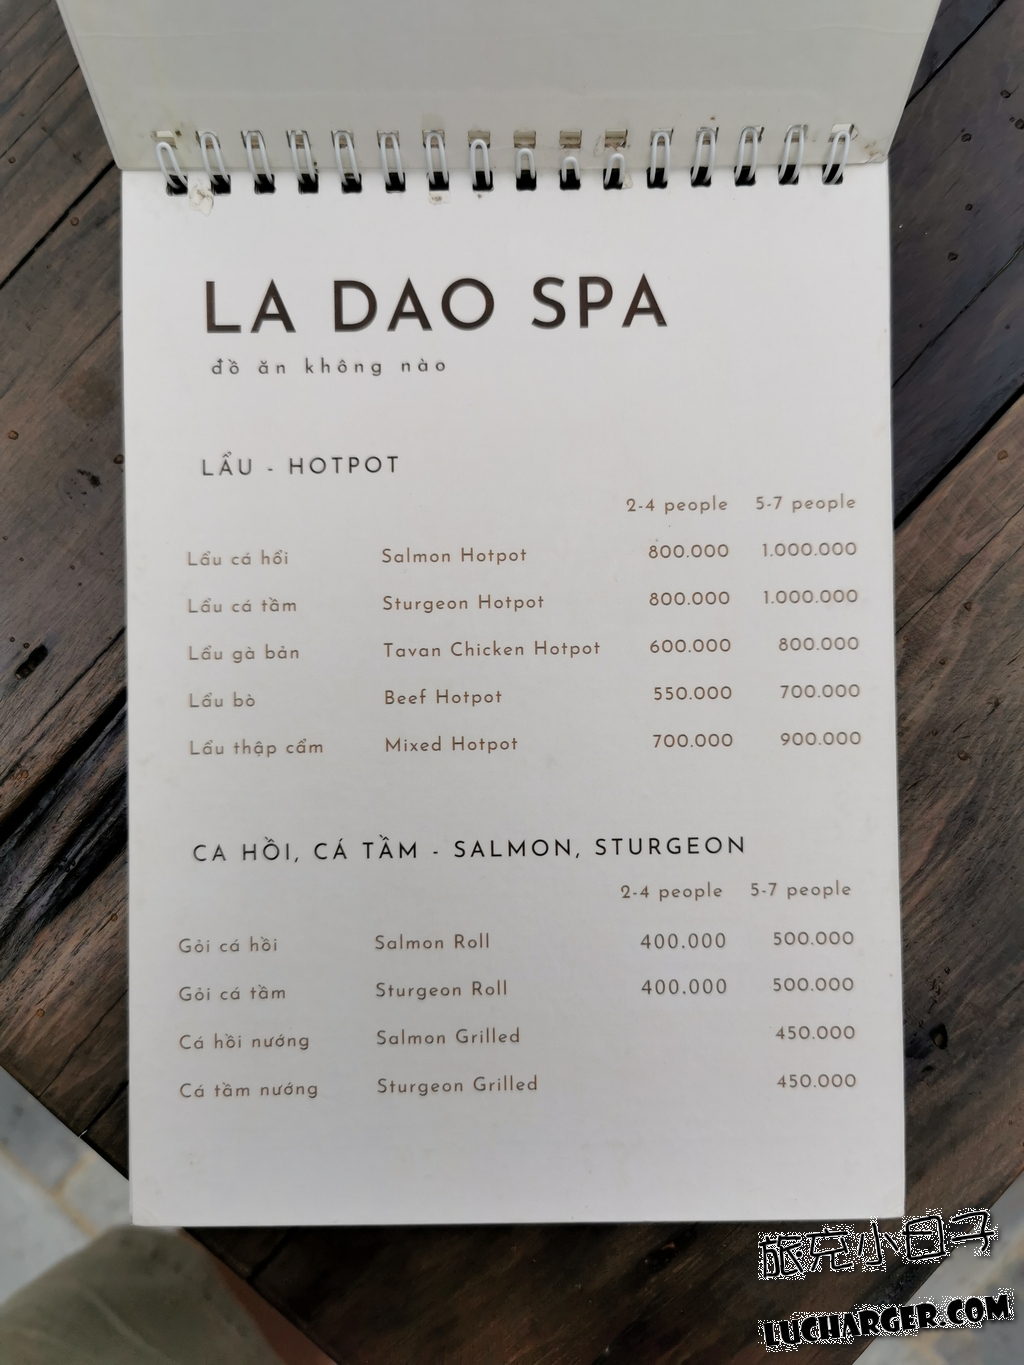 LA DAO SPA
đồ ăn không nào
LẨU - HOTPOT
2-4 people 5-7 people
Lẩu cá hồi Salmon Hotpot 800.000 1.000.000
Lẩu cá tầm Sturgeon Hotpot 800.000 1.000.000
Lẩu gà bản Tavan Chicken Hotpot 600.000 800.000
Lẩu bò Beef Hotpot 550.000 700.000
Lẩu thập cẩm Mixed Hotpot 700.000 900.000
CA HỒI, CÁ TẦM - SALMON, STURGEON
2-4 people 5-7 people
Gỏi cá hồi Salmon Roll 400.000 500.000
Gỏi cá tầm Sturgeon Roll 400.000 500.000
Cá hồi nướng Salmon Grilled 450.000
Cá tầm nướng Sturgeon Grilled 450.000
旅充小日子
LUCHARGER.COM